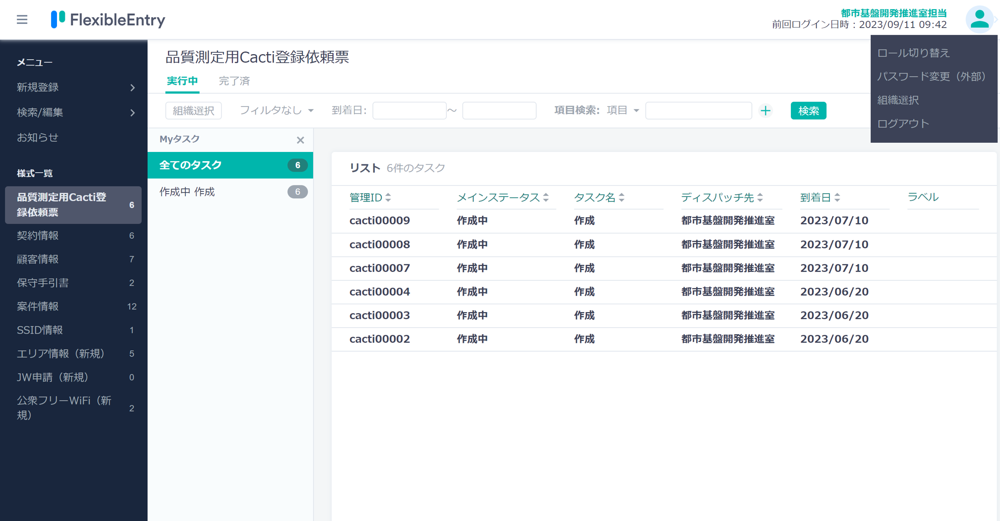 FlexibleEntry
都市基盤開発推進室担当
前回ログイン日時：2023/09/11 09:42
ロール切り替え
パスワード変更（外部）
組織選択
ログアウト
メニュー
新規登録
検索/編集
お知らせ
様式一覧
品質測定用Cacti登
録依頼票
6
契約情報 6
顧客情報 7
保守手引書 2
案件情報 12
SSID情報 1
エリア情報（新規） 5
JW申請（新規） 0
公衆フリーWiFi（新
規）
2
品質測定用Cacti登録依頼票
実行中 完了済
組織選択 フィルタなし 到着日: ～ 項目検索: 項目 検索
Myタスク
全てのタスク 6
作成中 作成 6
リスト 6件のタスク
管理ID メインステータス タスク名 ディスパッチ先 到着日 ラベル
cacti00009 作成中 作成 都市基盤開発推進室 2023/07/10
cacti00008 作成中 作成 都市基盤開発推進室 2023/07/10
cacti00007 作成中 作成 都市基盤開発推進室 2023/07/10
cacti00004 作成中 作成 都市基盤開発推進室 2023/06/20
cacti00003 作成中 作成 都市基盤開発推進室 2023/06/20
cacti00002 作成中 作成 都市基盤開発推進室 2023/06/20